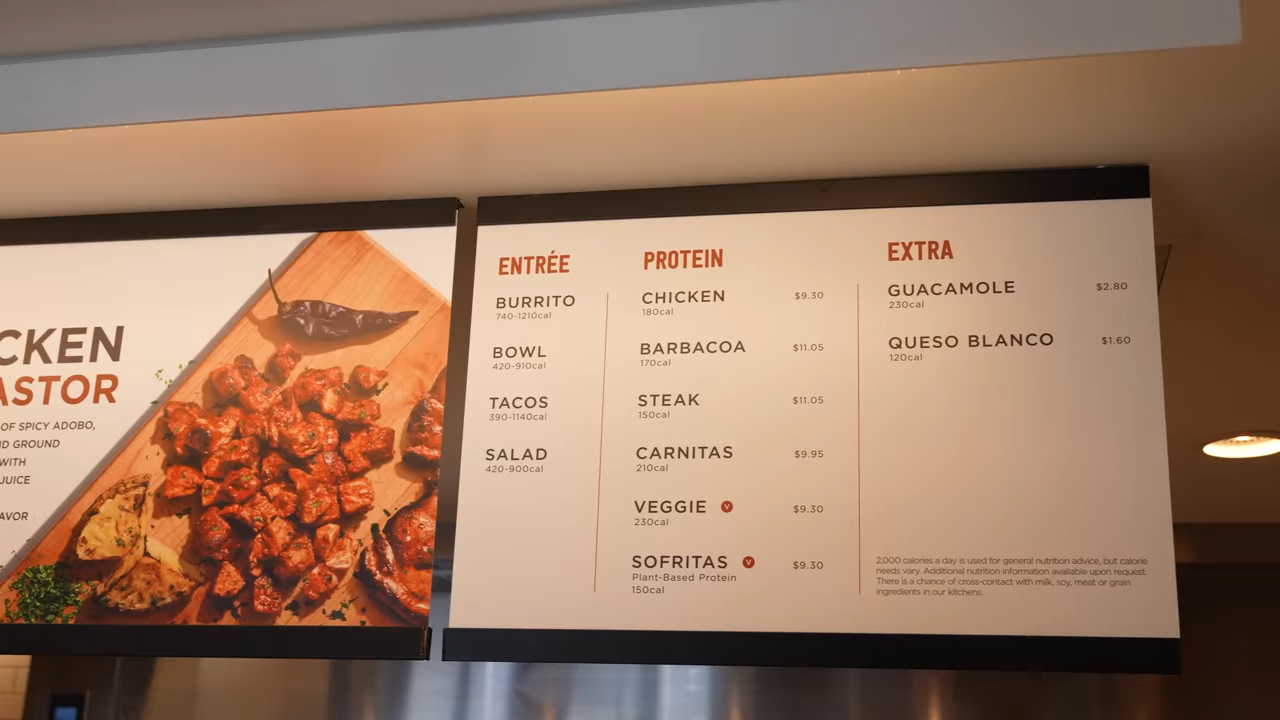 CKEN
ASTOR
OF SPICY ADOBO,
ND GROUND
WITH
JUICE
AVOR
ENTRÉE
BURRITO
740-1210cal
BOWL
420-910cal
TACOS
390-1140cal
SALAD
420-900cal
PROTEIN
CHICKEN $9.30
180cal
BARBACOA $11.05
170cal
STEAK $11.05
150cal
CARNITAS $9.95
210cal
VEGGIE V $9.30
230cal
SOFRITAS V $9.30
Plant-Based Protein
150cal
EXTRA
GUACAMOLE $2.80
230cal
QUESO BLANCO $1.60
120cal
2,000 calories a day is used for general nutrition advice, but calorie
needs vary. Additional nutrition information available upon request.
There is a chance of cross-contact with milk, soy, meat or grain
ingredients in our kitchens.